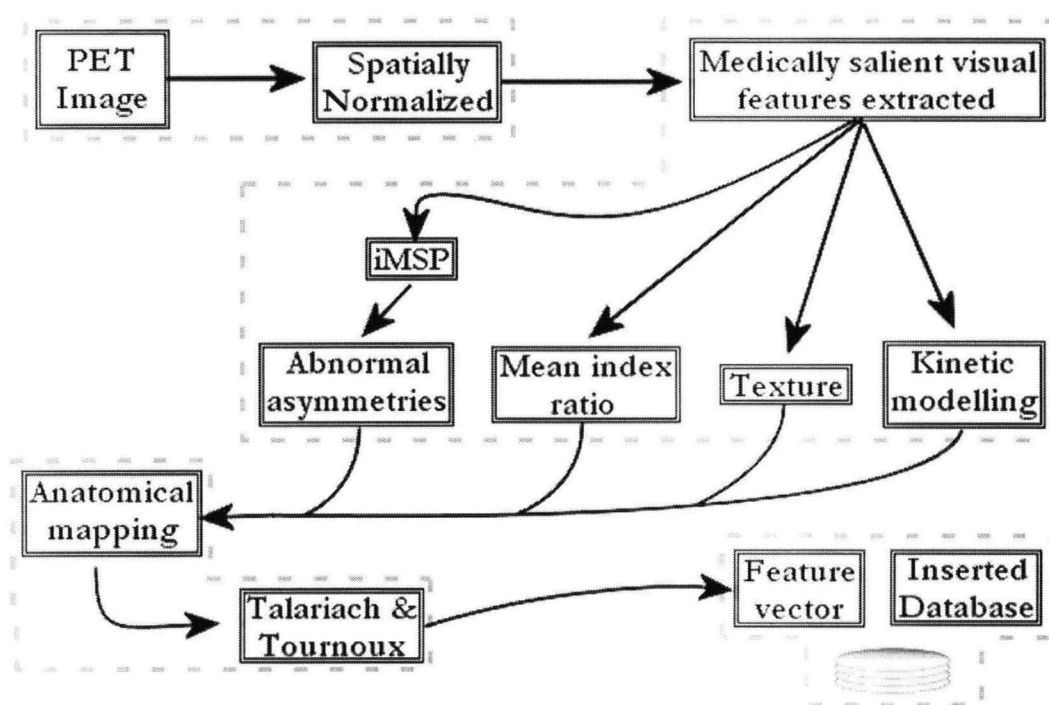 PET
Image
Spatially
Normalized
Medically salient visual
features extracted
iMSP
Abnormal
asymmetries
Mean index
ratio
Texture
Kinetic
modelling
Anatomical
mapping
Talariach &
Tournoux
Feature
vector
Inserted
Database